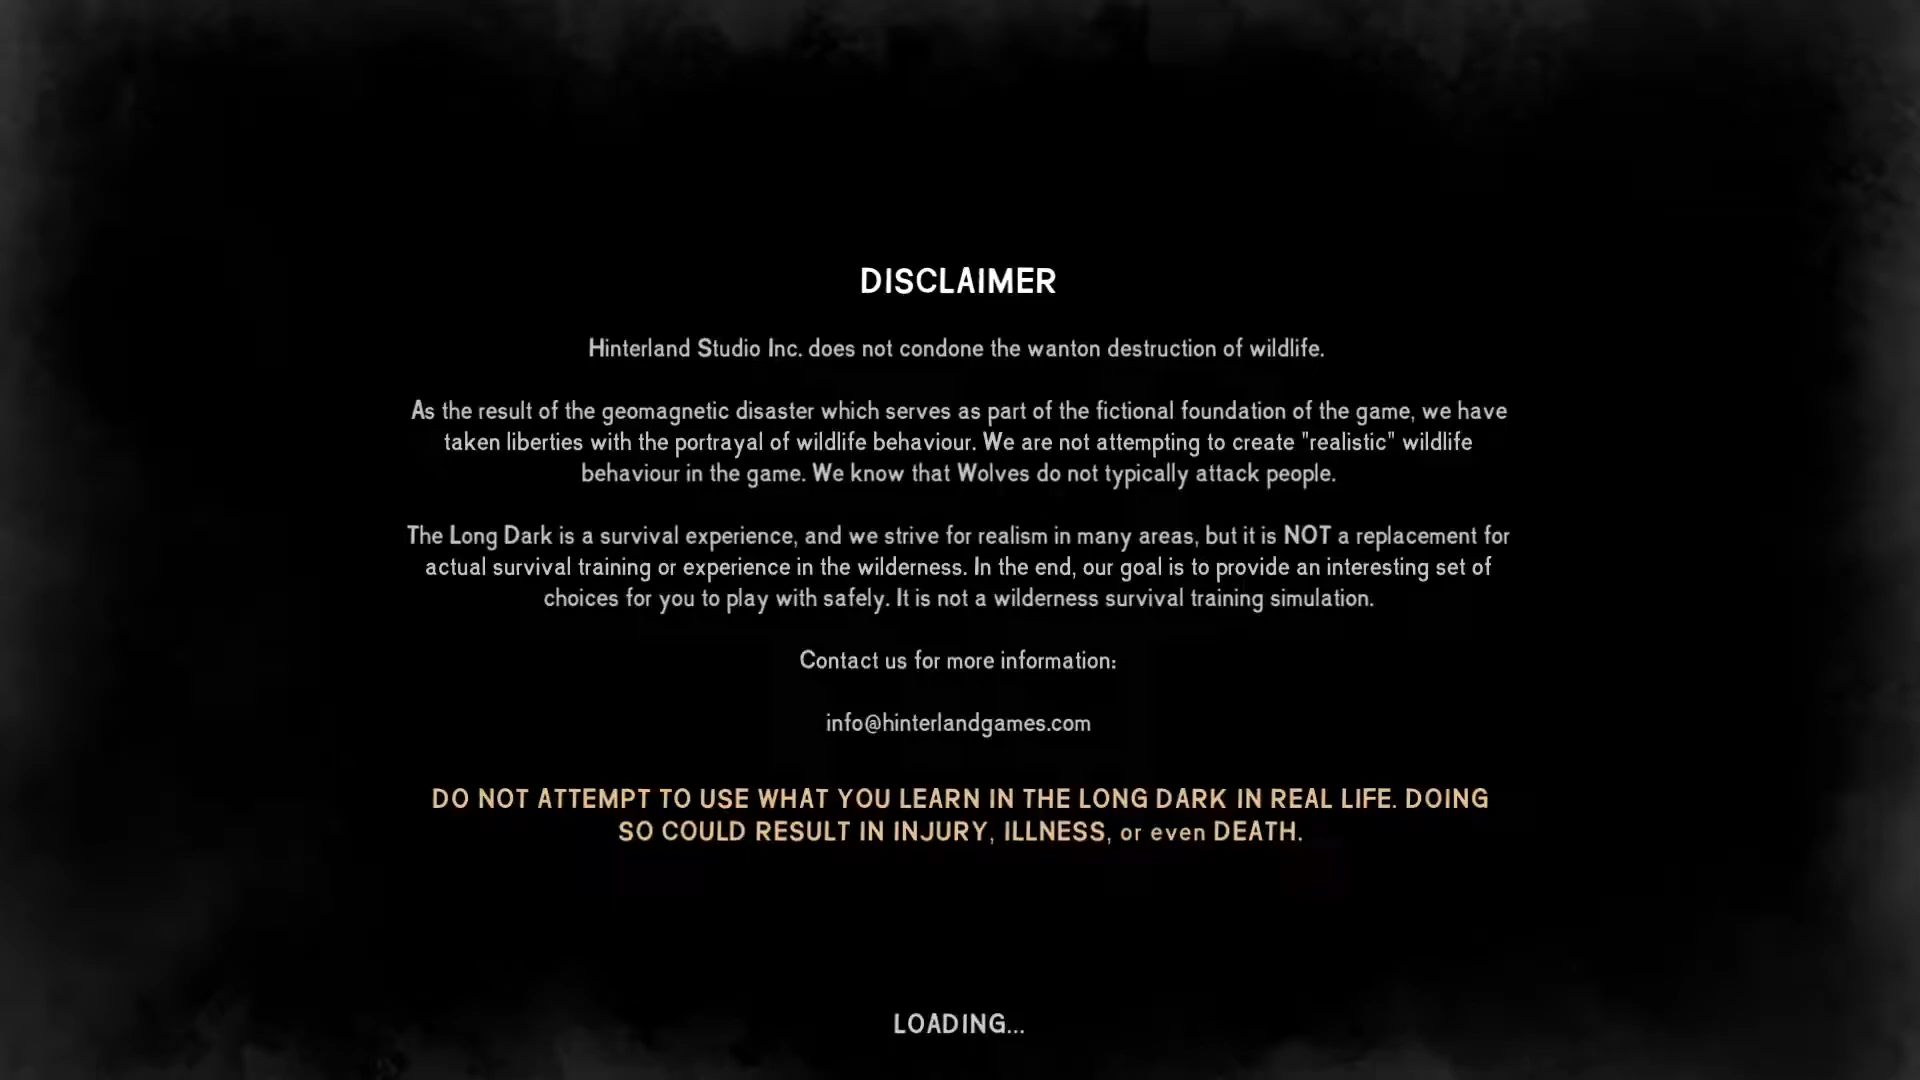 DISCLAIMER
Hinterland Studio Inc. does not condone the wanton destruction of wildlife.
As the result of the geomagnetic disaster which serves as part of the fictional foundation of the game, we have
taken liberties with the portrayal of wildlife behaviour. We are not attempting to create "realistic" wildlife
behaviour in the game. We know that Wolves do not typically attack people.
The Long Dark is a survival experience, and we strive for realism in many areas, but it is NOT a replacement for
actual survival training or experience in the wilderness. In the end, our goal is to provide an interesting set of
choices for you to play with safely. It is not a wilderness survival training simulation.
Contact us for more information:
info@hinterlandgames.com
DO NOT ATTEMPT TO USE WHAT YOU LEARN IN THE LONG DARK IN REAL LIFE. DOING
SO COULD RESULT IN INJURY, ILLNESS, or even DEATH.
LOADING...